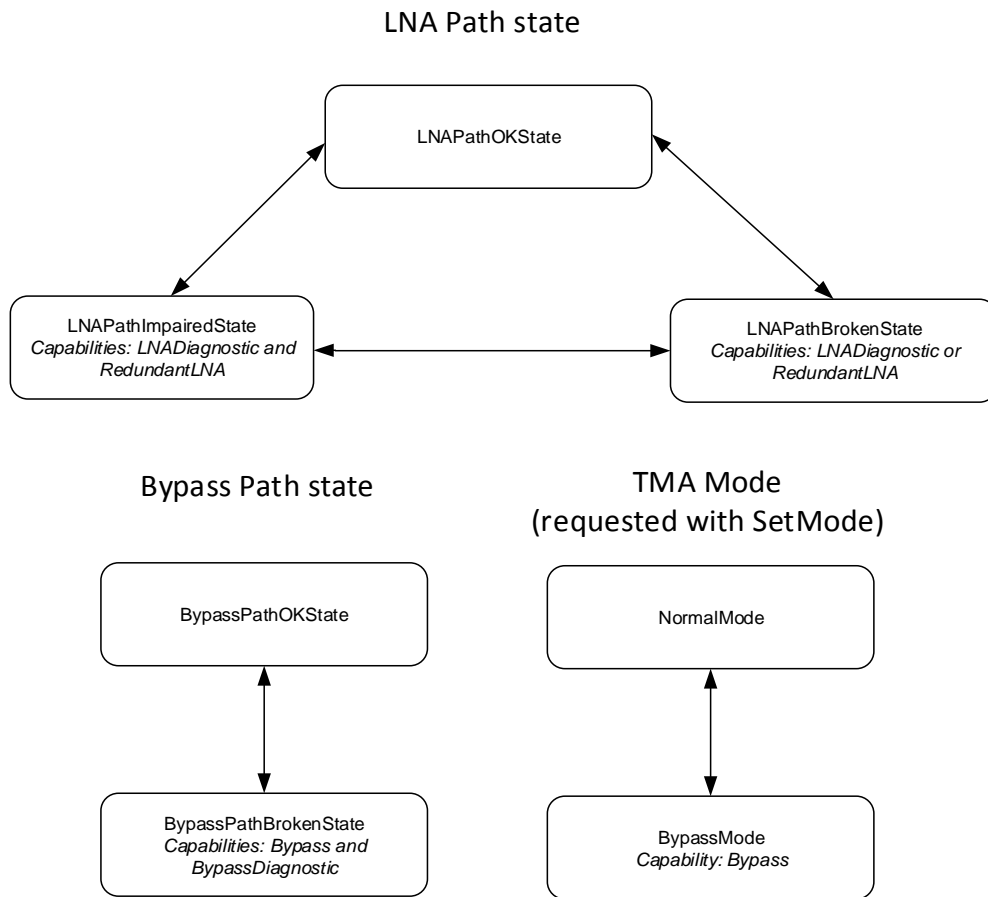 LNA Path state
LNAPathOKState
LNAPathImpairedState
Capabilities: LNADiagnostic and
RedundantLNA
LNAPathBrokenState
Capabilities: LNADiagnostic or
RedundantLNA
Bypass Path state
TMA Mode
(requested with SetMode)
BypassPathOKState
NormalMode
BypassPathBrokenState
Capabilities: Bypass and
BypassDiagnostic
BypassMode
Capability: Bypass